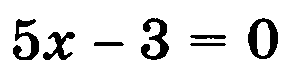 5x – 3 = 0